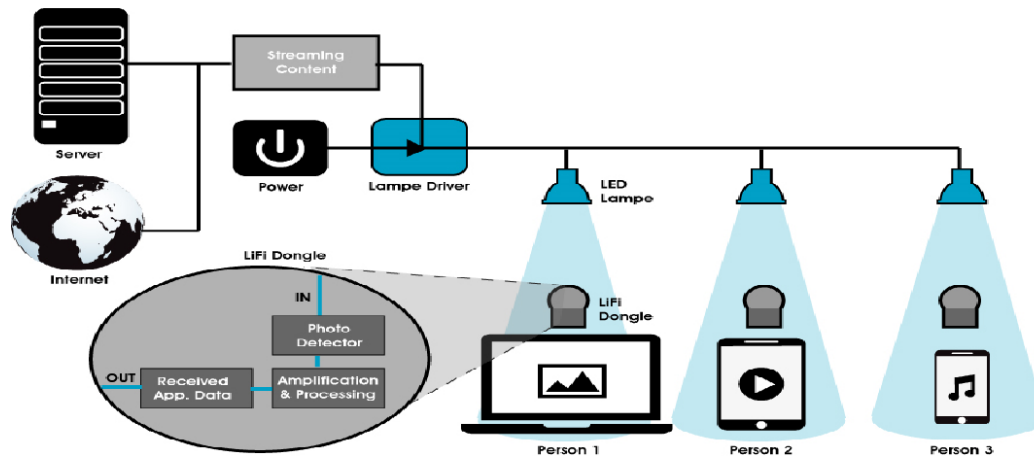 Streaming
Content
Server
Power
Lampe Driver
LED
Lampe
Internet
LiFi Dongle
IN
LiFi
Dongle
Photo
Detector
OUT
Received
App. Data
Amplification
& Processing
Person 1
Person 2
Person 3